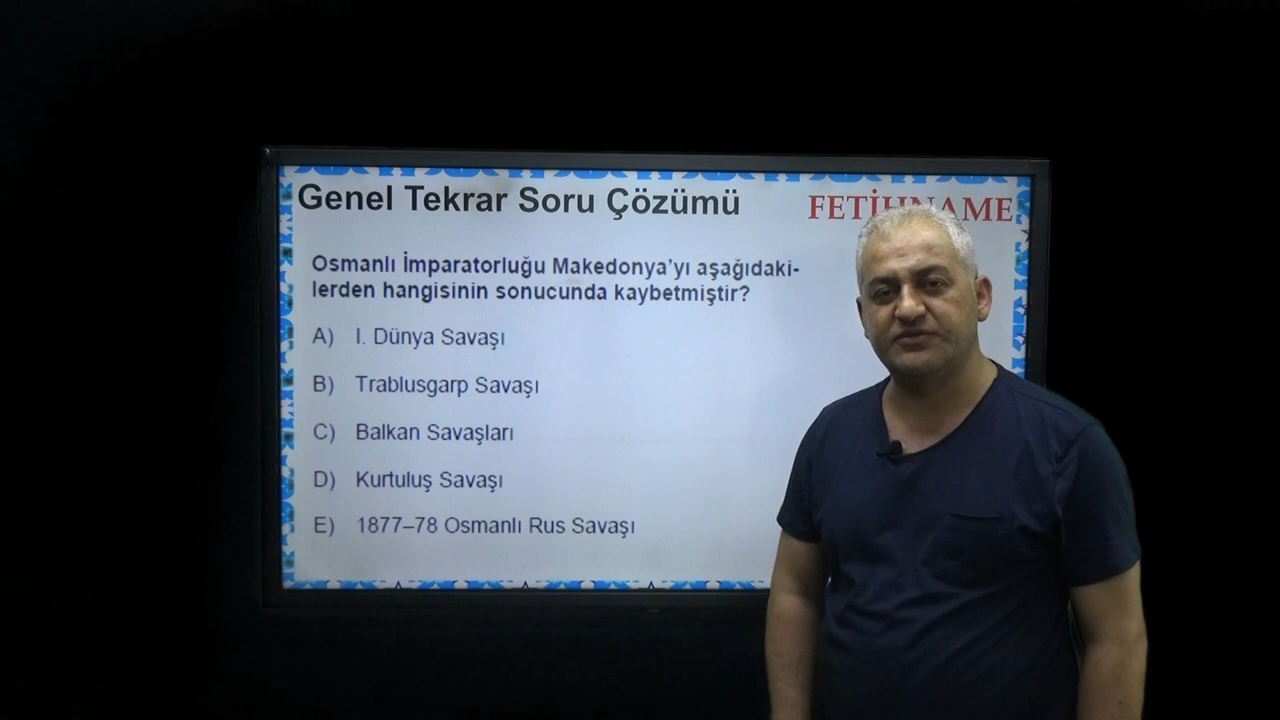 Genel Tekrar Soru Çözümü
FETİHNAME
Osmanlı İmparatorluğu Makedonya'yı aşağıdaki-
lerden hangisinin sonucunda kaybetmiştir?
A) I. Dünya Savaşı
B) Trablusgarp Savaşı
C) Balkan Savaşları
D) Kurtuluş Savaşı
E) 1877–78 Osmanlı Rus Savaşı